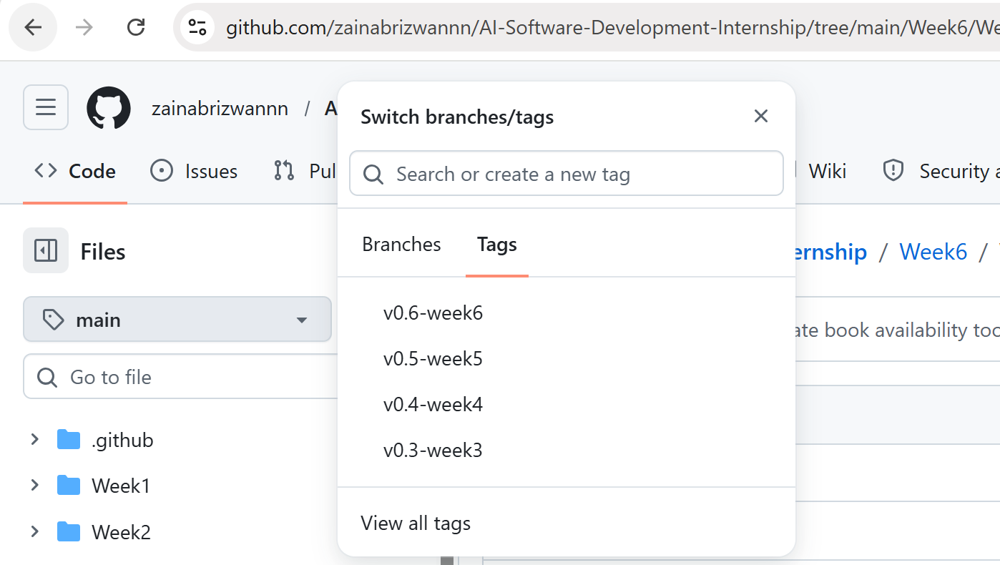 github.com/zainabrizwannn/AI-Software-Development-Internship/tree/main/Week6/We
zainabrizwannn / A
Switch branches/tags
Code Issues Pul
Search or create a new tag
Wiki Security a
Branches Tags
Files
ernship / Week6 /
main
v0.6-week6
ate book availability too
v0.5-week5
Go to file
v0.4-week4
.github
v0.3-week3
Week1
View all tags
Week2